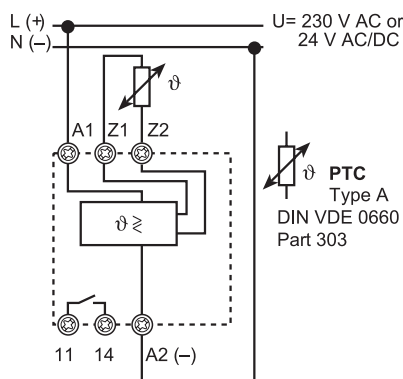 L (+)
N (–)
U= 230 V AC or
24 V AC/DC
ϑ
A1 Z1 Z2
ϑ PTC
Type A
DIN VDE 0660
Part 303
ϑ ≷
11 14 A2 (–)